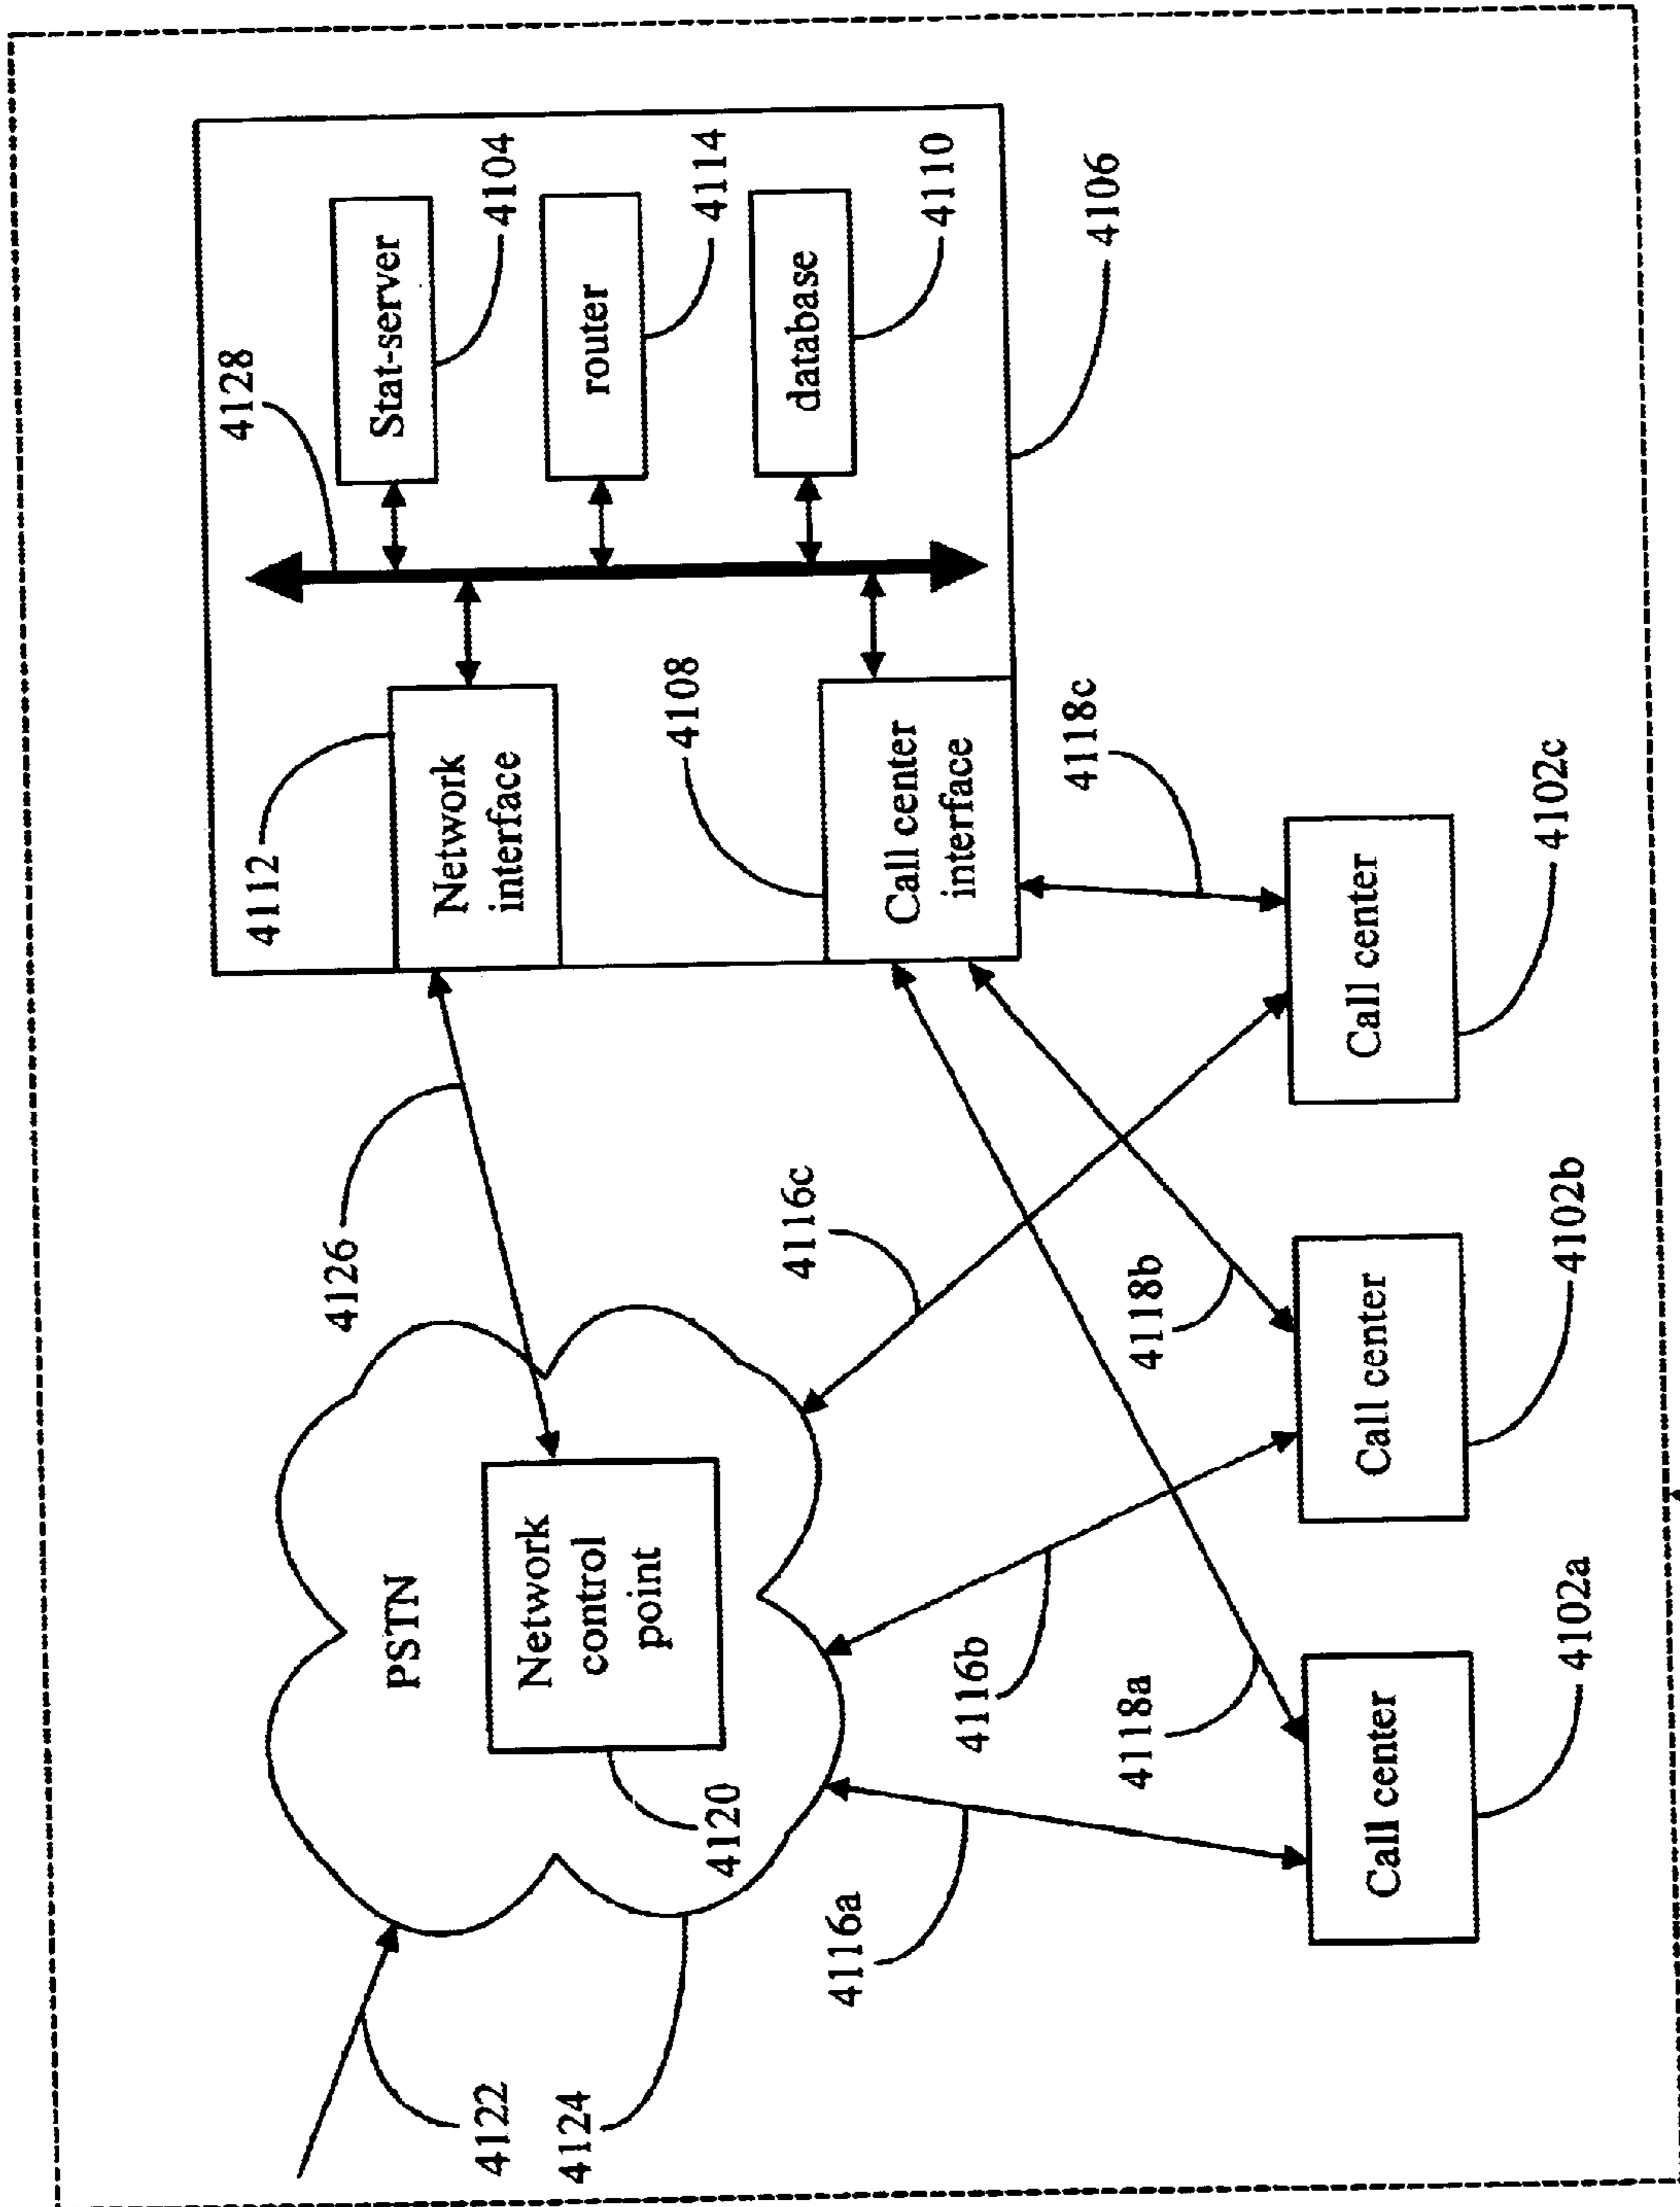 4128
Stat-server
4104
router
4114
database
4110
4106
4112
Network
interface
4108
Call center
interface
4126
4118c
4116c
PSTN
Network
control
point
4120
4122
4124
4118b
4116b
4118a
4116a
Call center
4102a
Call center
4102b
Call center
4102c